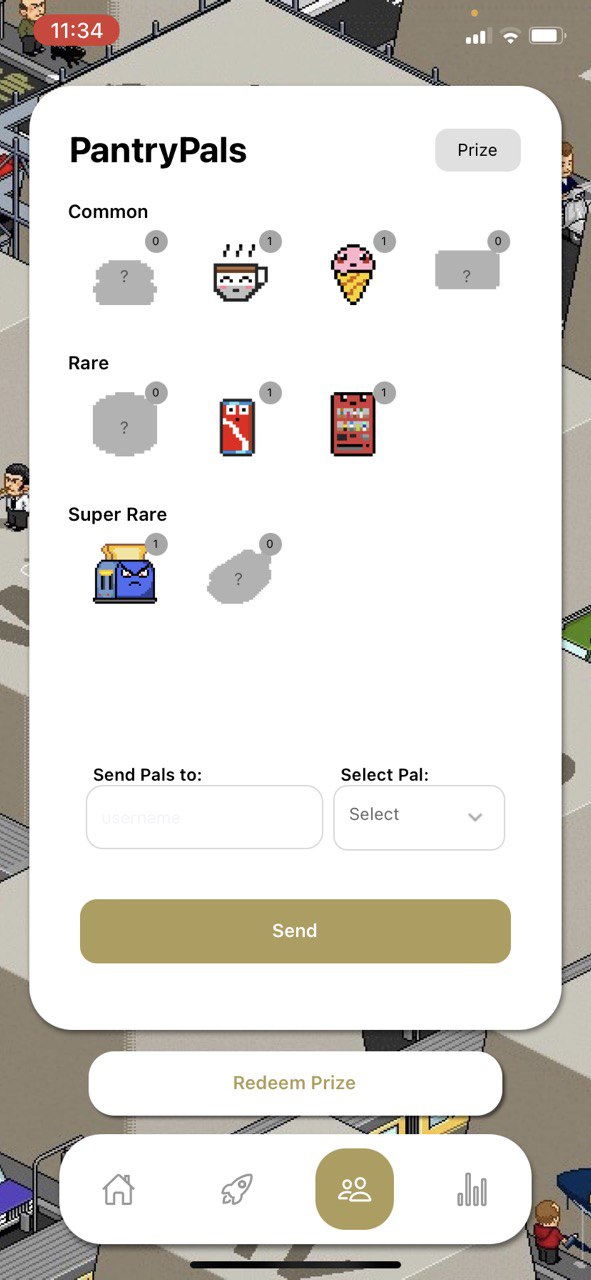 11:34
PantryPals
Prize
Common
0
1
1
0
?
?
Rare
0
1
1
?
Super Rare
1
0
?
Send Pals to:
Select Pal:
username
Select
Send
Redeem Prize